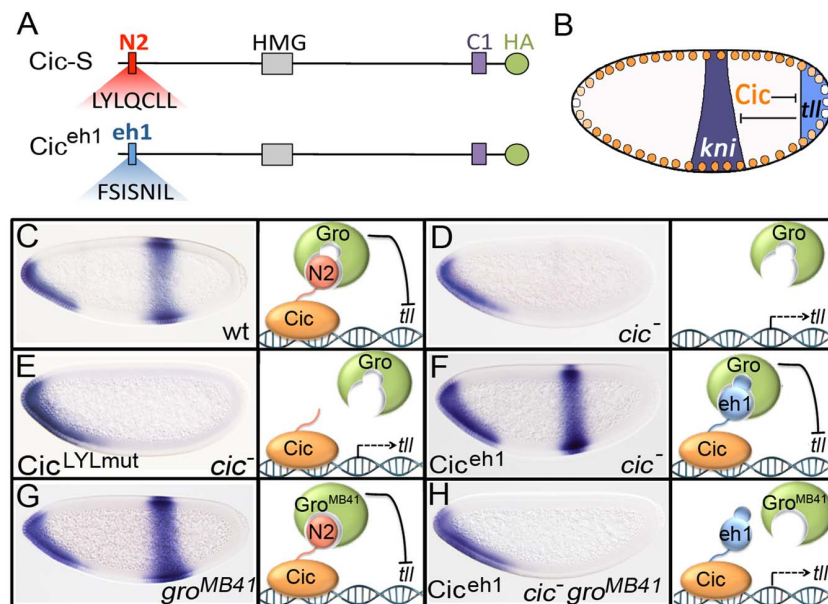 A
N2
HMG
C1
HA
Cic-S
LYLQCLL
eh1
Cic^eh1
FSISNIL
B
Cic
tll
kni
C
wt
Gro
N2
Cic
tll
D
cic⁻
Gro
tll
E
Cic^LYLmut cic⁻
Gro
Cic
tll
F
Cic^eh1 cic⁻
Gro
eh1
Cic
tll
G
gro^MB41
Gro^MB41
N2
Cic
tll
H
Cic^eh1 cic⁻ gro^MB41
Gro^MB41
eh1
Cic
tll